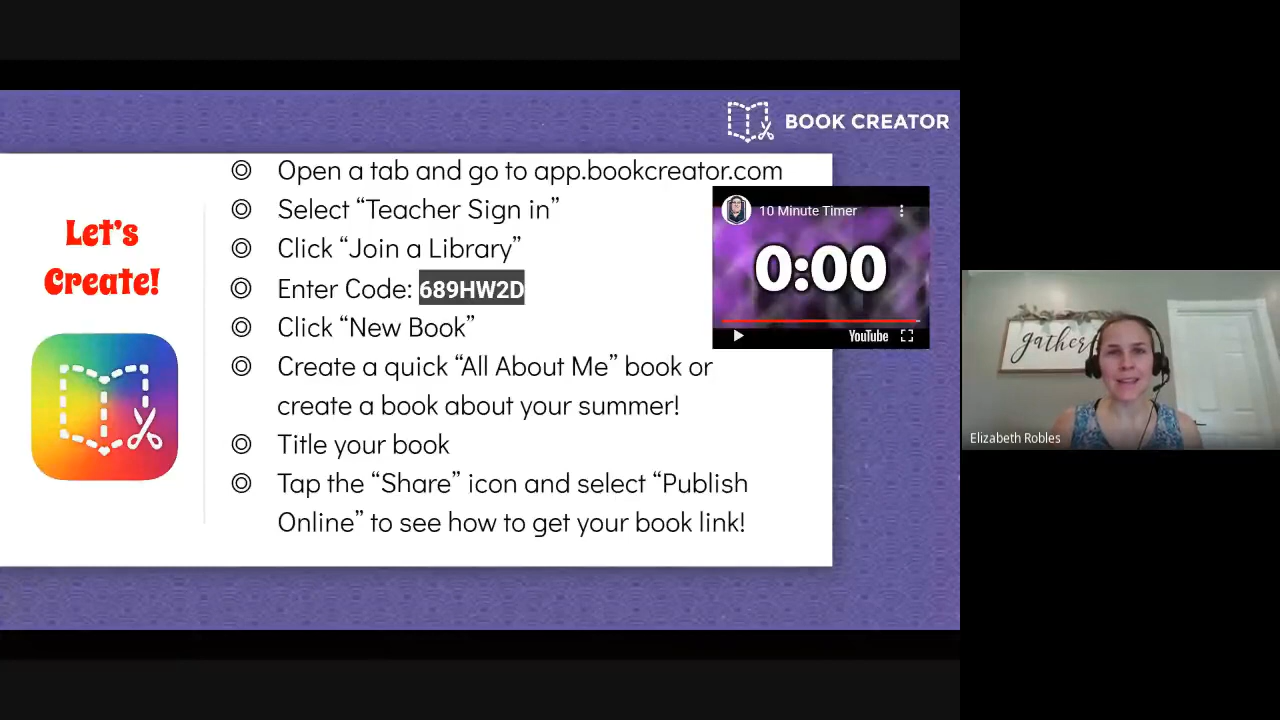 BOOK CREATOR
Let's
Create!
Open a tab and go to app.bookcreator.com
Select “Teacher Sign in”
Click “Join a Library”
Enter Code: 689HW2D
Click “New Book”
Create a quick “All About Me” book or
create a book about your summer!
Title your book
Tap the “Share” icon and select “Publish
Online” to see how to get your book link!
10 Minute Timer
0:00
YouTube
gather
Elizabeth Robles